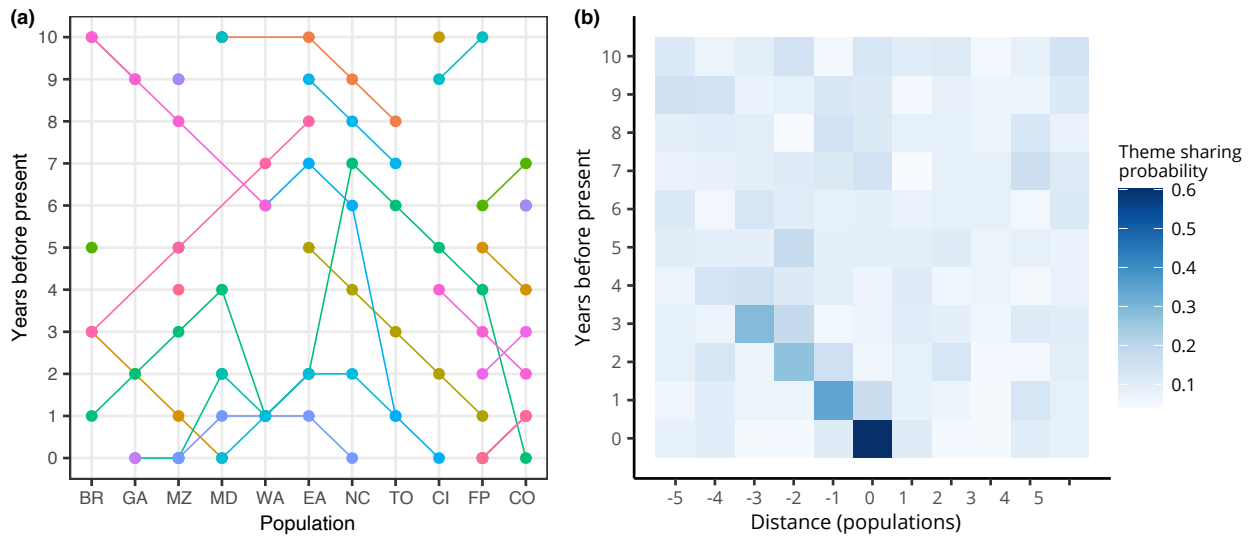 (a)
Years before present
10
9
8
7
6
5
4
3
2
1
0
BR GA MZ MD WA EA NC TO CI FP CO
Population
(b)
Years before present
10
9
8
7
6
5
4
3
2
1
0
-5 -4 -3 -2 -1 0 1 2 3 4 5
Distance (populations)
Theme sharing
probability
0.6
0.5
0.4
0.3
0.2
0.1